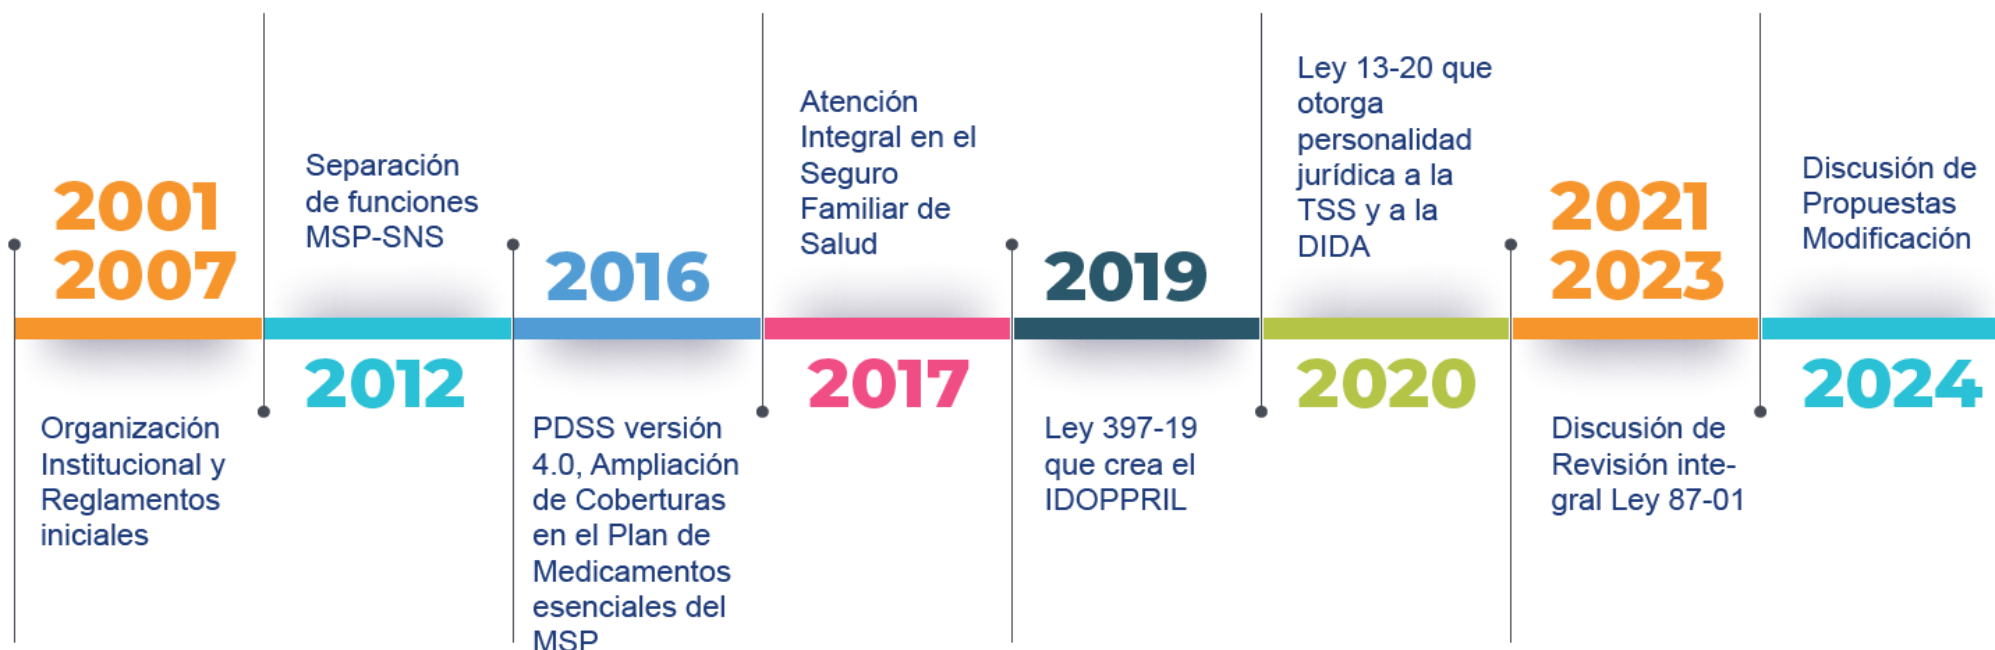 2001
2007
Organización
Institucional y
Reglamentos
iniciales
Separación
de funciones
MSP-SNS
2012
2016
PDSS versión
4.0, Ampliación
de Coberturas
en el Plan de
Medicamentos
esenciales del
MSP
Atención
Integral en el
Seguro
Familiar de
Salud
2017
2019
Ley 397-19
que crea el
IDOPPRIL
Ley 13-20 que
otorga
personalidad
jurídica a la
TSS y a la
DIDA
2020
2021
2023
Discusión de
Revisión inte-
gral Ley 87-01
Discusión de
Propuestas
Modificación
2024